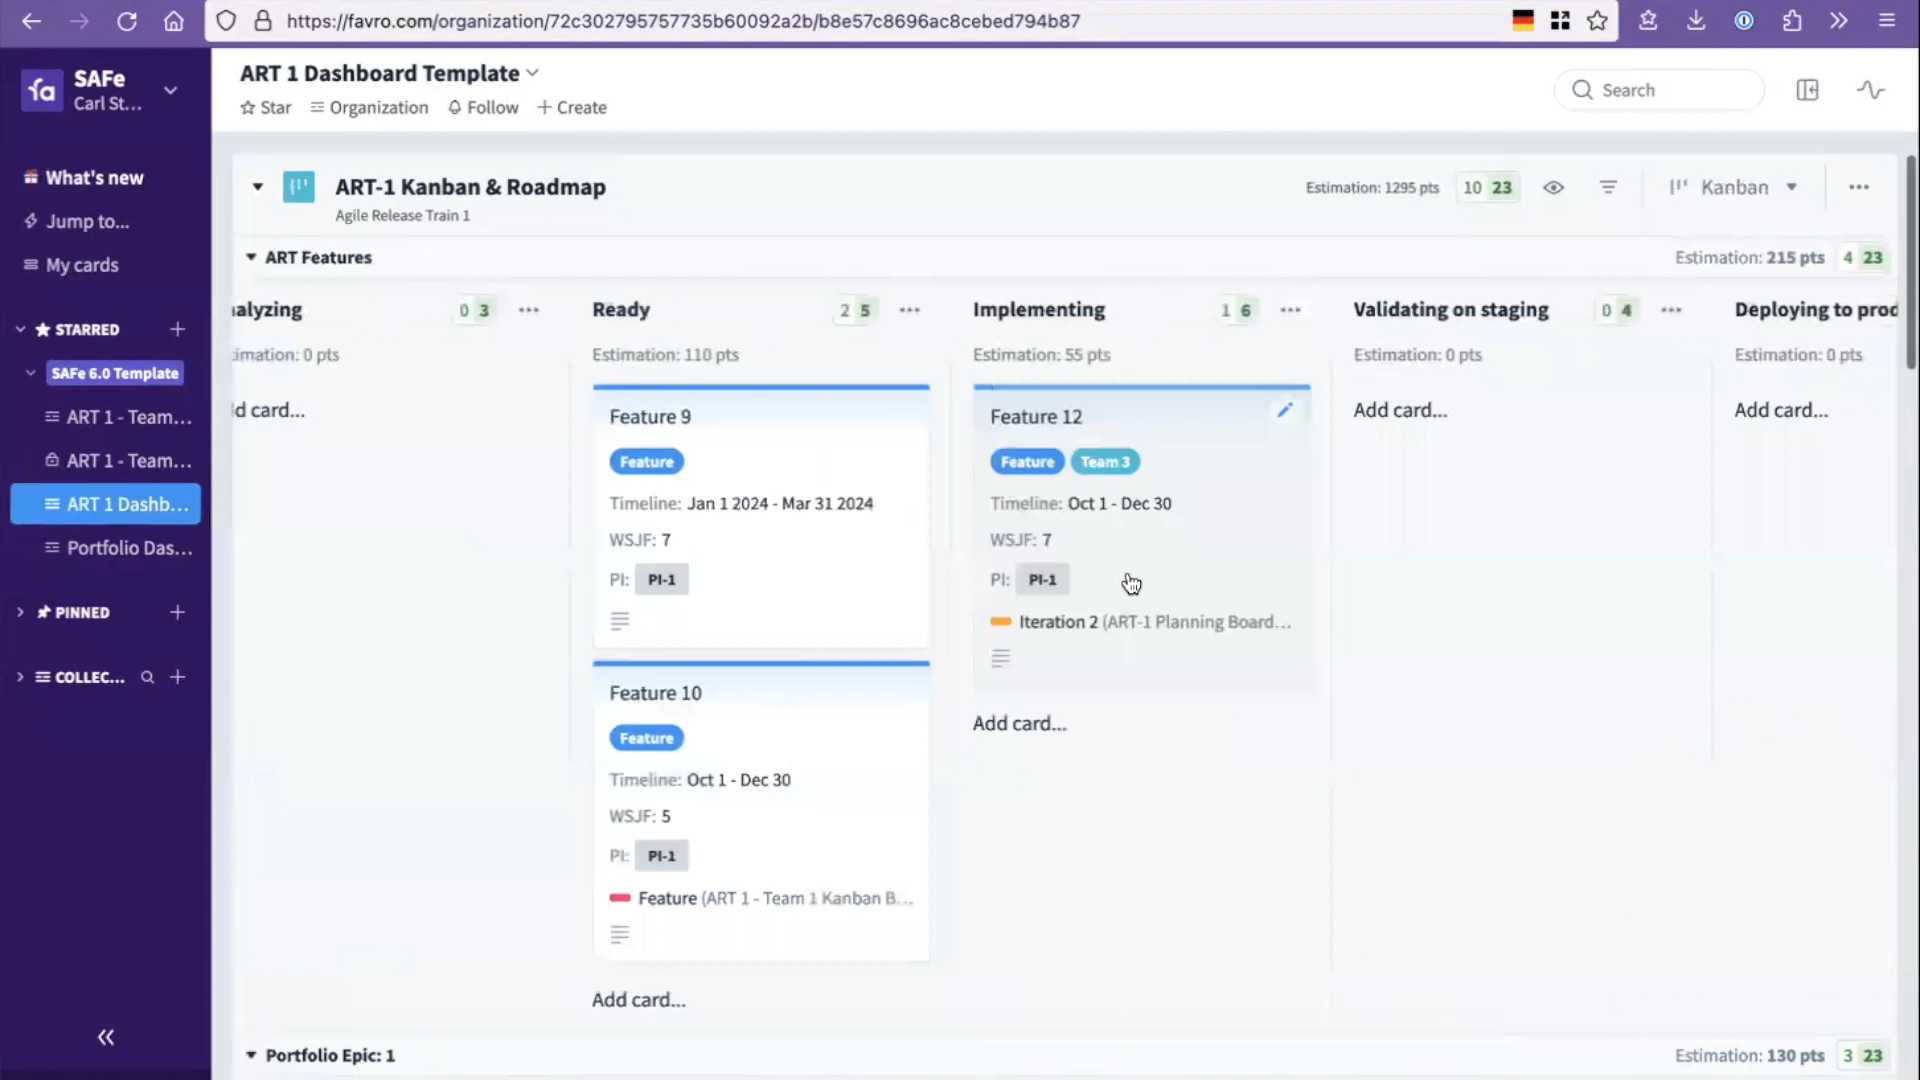 https://favro.com/organization/72c302795757735b60092a2b/b8e57c8696ac8cebed794b87
fa
SAFe
Carl St...
What's new
Jump to...
My cards
STARRED
SAFe 6.0 Template
ART 1 - Team...
ART 1 - Team...
ART 1 Dashb...
Portfolio Das...
PINNED
COLLEC...
ART 1 Dashboard Template
Star
Organization
Follow
Create
Search
ART-1 Kanban & Roadmap
Agile Release Train 1
Estimation: 1295 pts
10 23
Kanban
ART Features
Estimation: 215 pts
4 23
alyzing
0 3
imation: 0 pts
d card...
Ready
2 5
Estimation: 110 pts
Feature 9
Feature
Timeline: Jan 1 2024 - Mar 31 2024
WSJF: 7
PI: PI-1
Feature 10
Feature
Timeline: Oct 1 - Dec 30
WSJF: 5
PI: PI-1
Feature (ART 1 - Team 1 Kanban B...
Add card...
Implementing
1 6
Estimation: 55 pts
Feature 12
Feature Team 3
Timeline: Oct 1 - Dec 30
WSJF: 7
PI: PI-1
Iteration 2 (ART-1 Planning Board...
Add card...
Validating on staging
0 4
Estimation: 0 pts
Add card...
Deploying to prod
Estimation: 0 pts
Add card...
Portfolio Epic: 1
Estimation: 130 pts
3 23